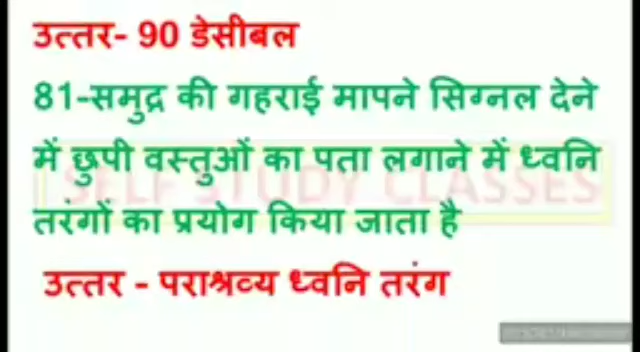 उत्तर- 90 डेसीबल
81-समुद्र की गहराई मापने सिग्नल देने
में छुपी वस्तुओं का पता लगाने में ध्वनि
SELF STUDY CLASSES
तरंगों का प्रयोग किया जाता है
उत्तर - पराश्रव्य ध्वनि तरंग